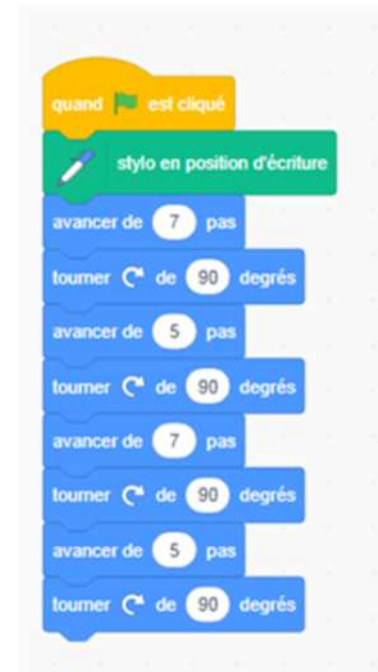 quand est cliqué
stylo en position d'écriture
avancer de 7 pas
tourner de 90 degrés
avancer de 5 pas
tourner de 90 degrés
avancer de 7 pas
tourner de 90 degrés
avancer de 5 pas
tourner de 90 degrés